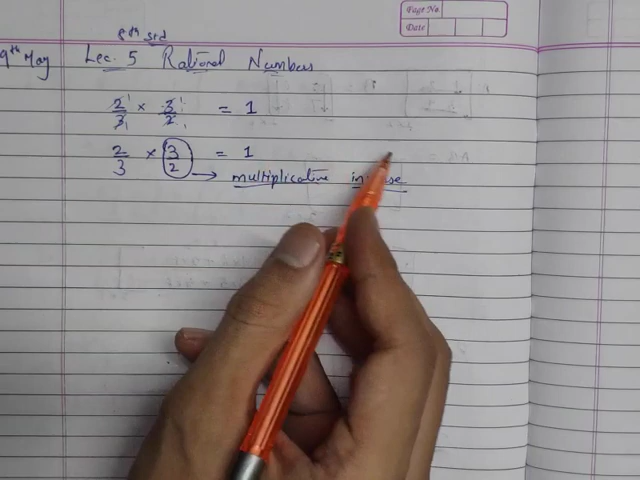 Page No.
Date
8th std
9th May Lec. 5 Rational Numbers
2/3 × 3/2 = 1
2/3 × 3/2 = 1
→ multiplicative